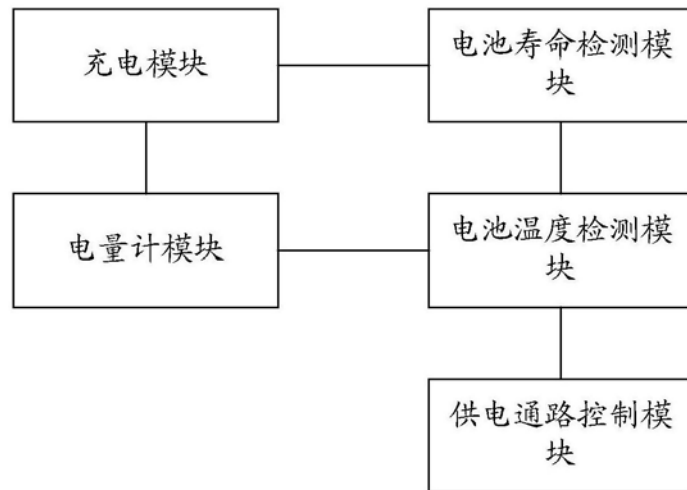 充电模块
电池寿命检测模
块
电量计模块
电池温度检测模
块
供电通路控制模
块